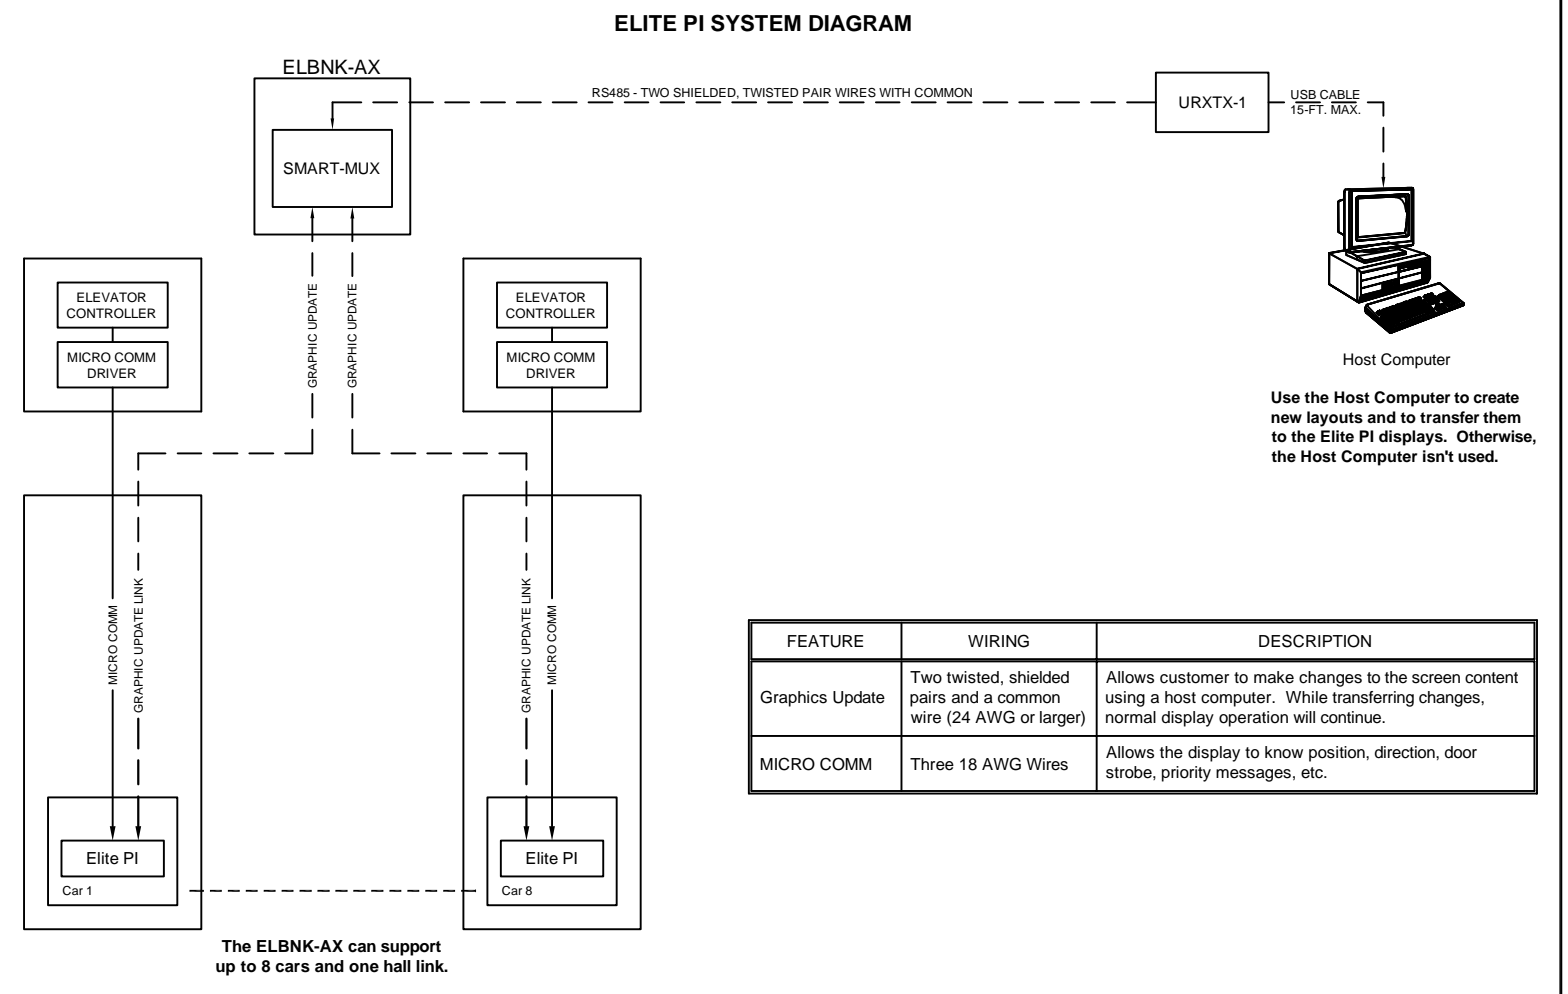 ELITE PI SYSTEM DIAGRAM
ELBNK-AX
SMART-MUX
RS485 - TWO SHIELDED, TWISTED PAIR WIRES WITH COMMON
URXTX-1
USB CABLE
15-FT. MAX.
Host Computer
Use the Host Computer to create
new layouts and to transfer them
to the Elite PI displays.  Otherwise,
the Host Computer isn't used.
ELEVATOR
CONTROLLER
MICRO COMM
DRIVER
GRAPHIC UPDATE
GRAPHIC UPDATE
ELEVATOR
CONTROLLER
MICRO COMM
DRIVER
MICRO COMM
GRAPHIC UPDATE LINK
GRAPHIC UPDATE LINK
MICRO COMM
Elite PI
Car 1
Elite PI
Car 8
The ELBNK-AX can support
up to 8 cars and one hall link.
FEATURE WIRING DESCRIPTION
Graphics Update
Two twisted, shielded
pairs and a common
wire (24 AWG or larger)
Allows customer to make changes to the screen content
using a host computer.  While transferring changes,
normal display operation will continue.
MICRO COMM
Three 18 AWG Wires
Allows the display to know position, direction, door
strobe, priority messages, etc.